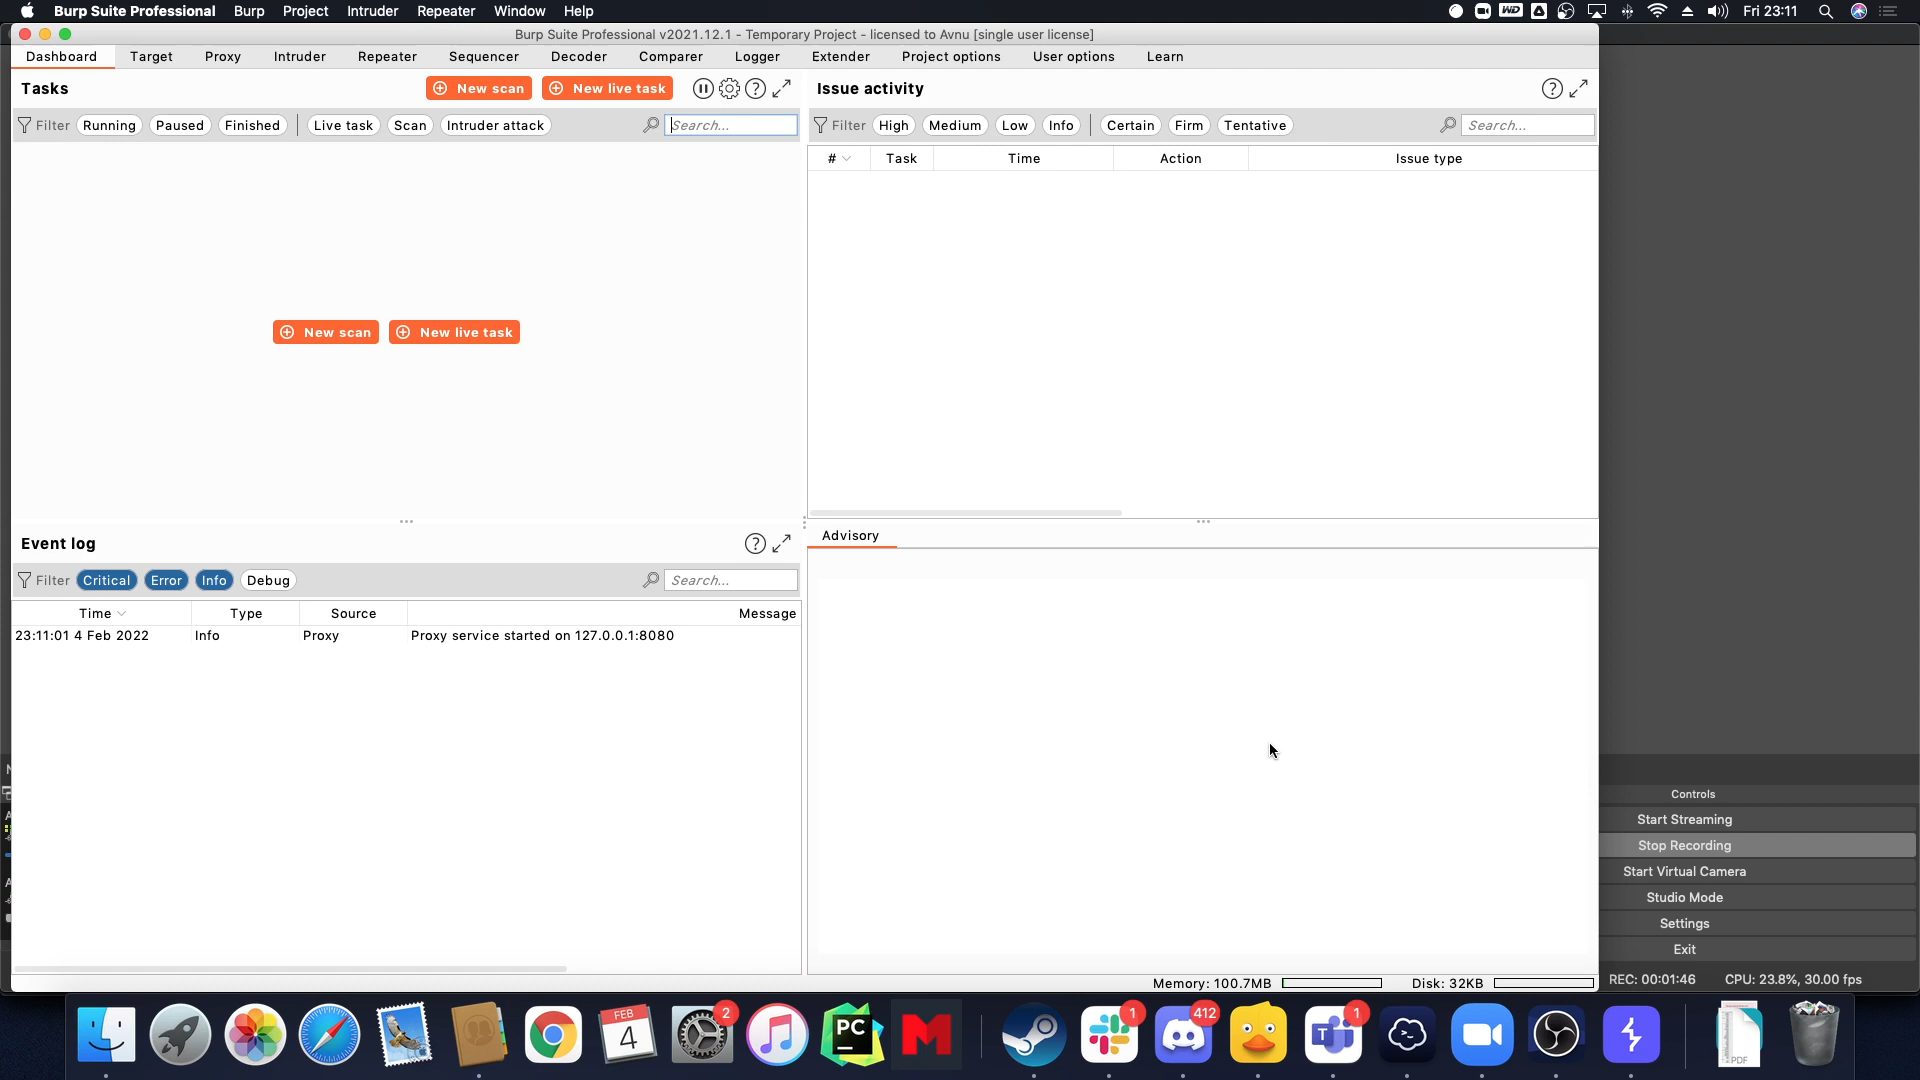 Burp Suite Professional Burp Project Intruder Repeater Window Help WD Fri 23:11
Burp Suite Professional v2021.12.1 - Temporary Project - licensed to Avnu [single user license]
Dashboard Target Proxy Intruder Repeater Sequencer Decoder Comparer Logger Extender Project options User options Learn
Tasks New scan New live task ?
Filter Running Paused Finished Live task Scan Intruder attack Search...
New scan New live task
Issue activity ?
Filter High Medium Low Info Certain Firm Tentative Search...
# Task Time Action Issue type
Event log ?
Filter Critical Error Info Debug Search...
Time Type Source Message
23:11:01 4 Feb 2022 Info Proxy Proxy service started on 127.0.0.1:8080
Advisory
Memory: 100.7MB Disk: 32KB
Controls
Start Streaming
Stop Recording
Start Virtual Camera
Studio Mode
Settings
Exit
REC: 00:01:46 CPU: 23.8%, 30.00 fps
FEB
4
2
PC
1
412
1
PDF